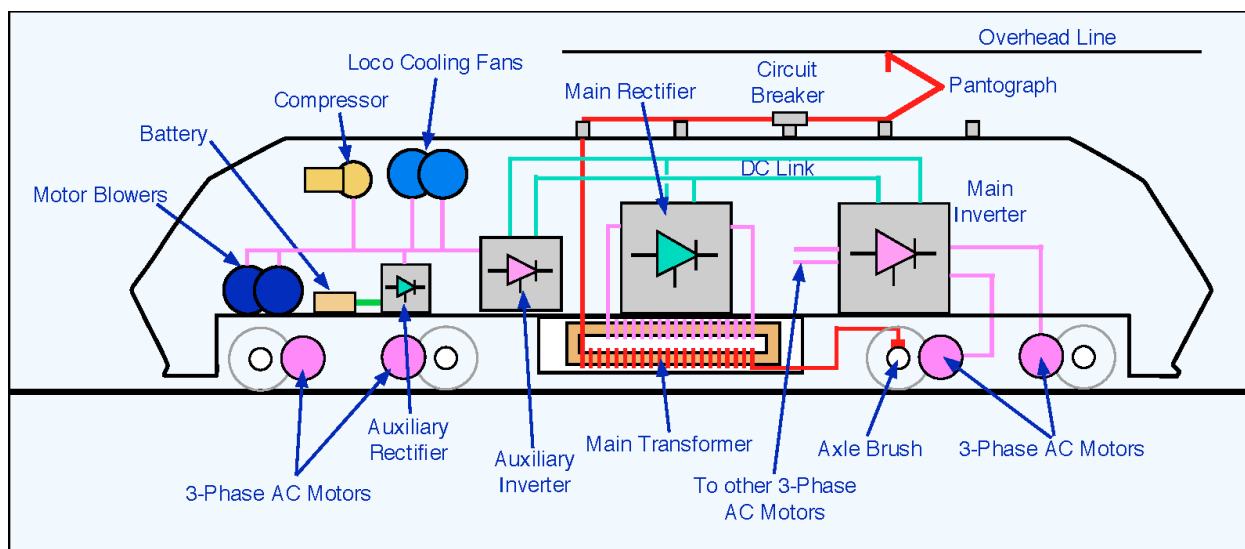 Overhead Line
Loco Cooling Fans
Circuit
Breaker
Main Rectifier
Pantograph
Compressor
Battery
DC Link
Motor Blowers
Main
Inverter
Auxiliary
Rectifier
Auxiliary
Inverter
Main Transformer
Axle Brush
3-Phase AC Motors
3-Phase AC Motors
To other 3-Phase
AC Motors